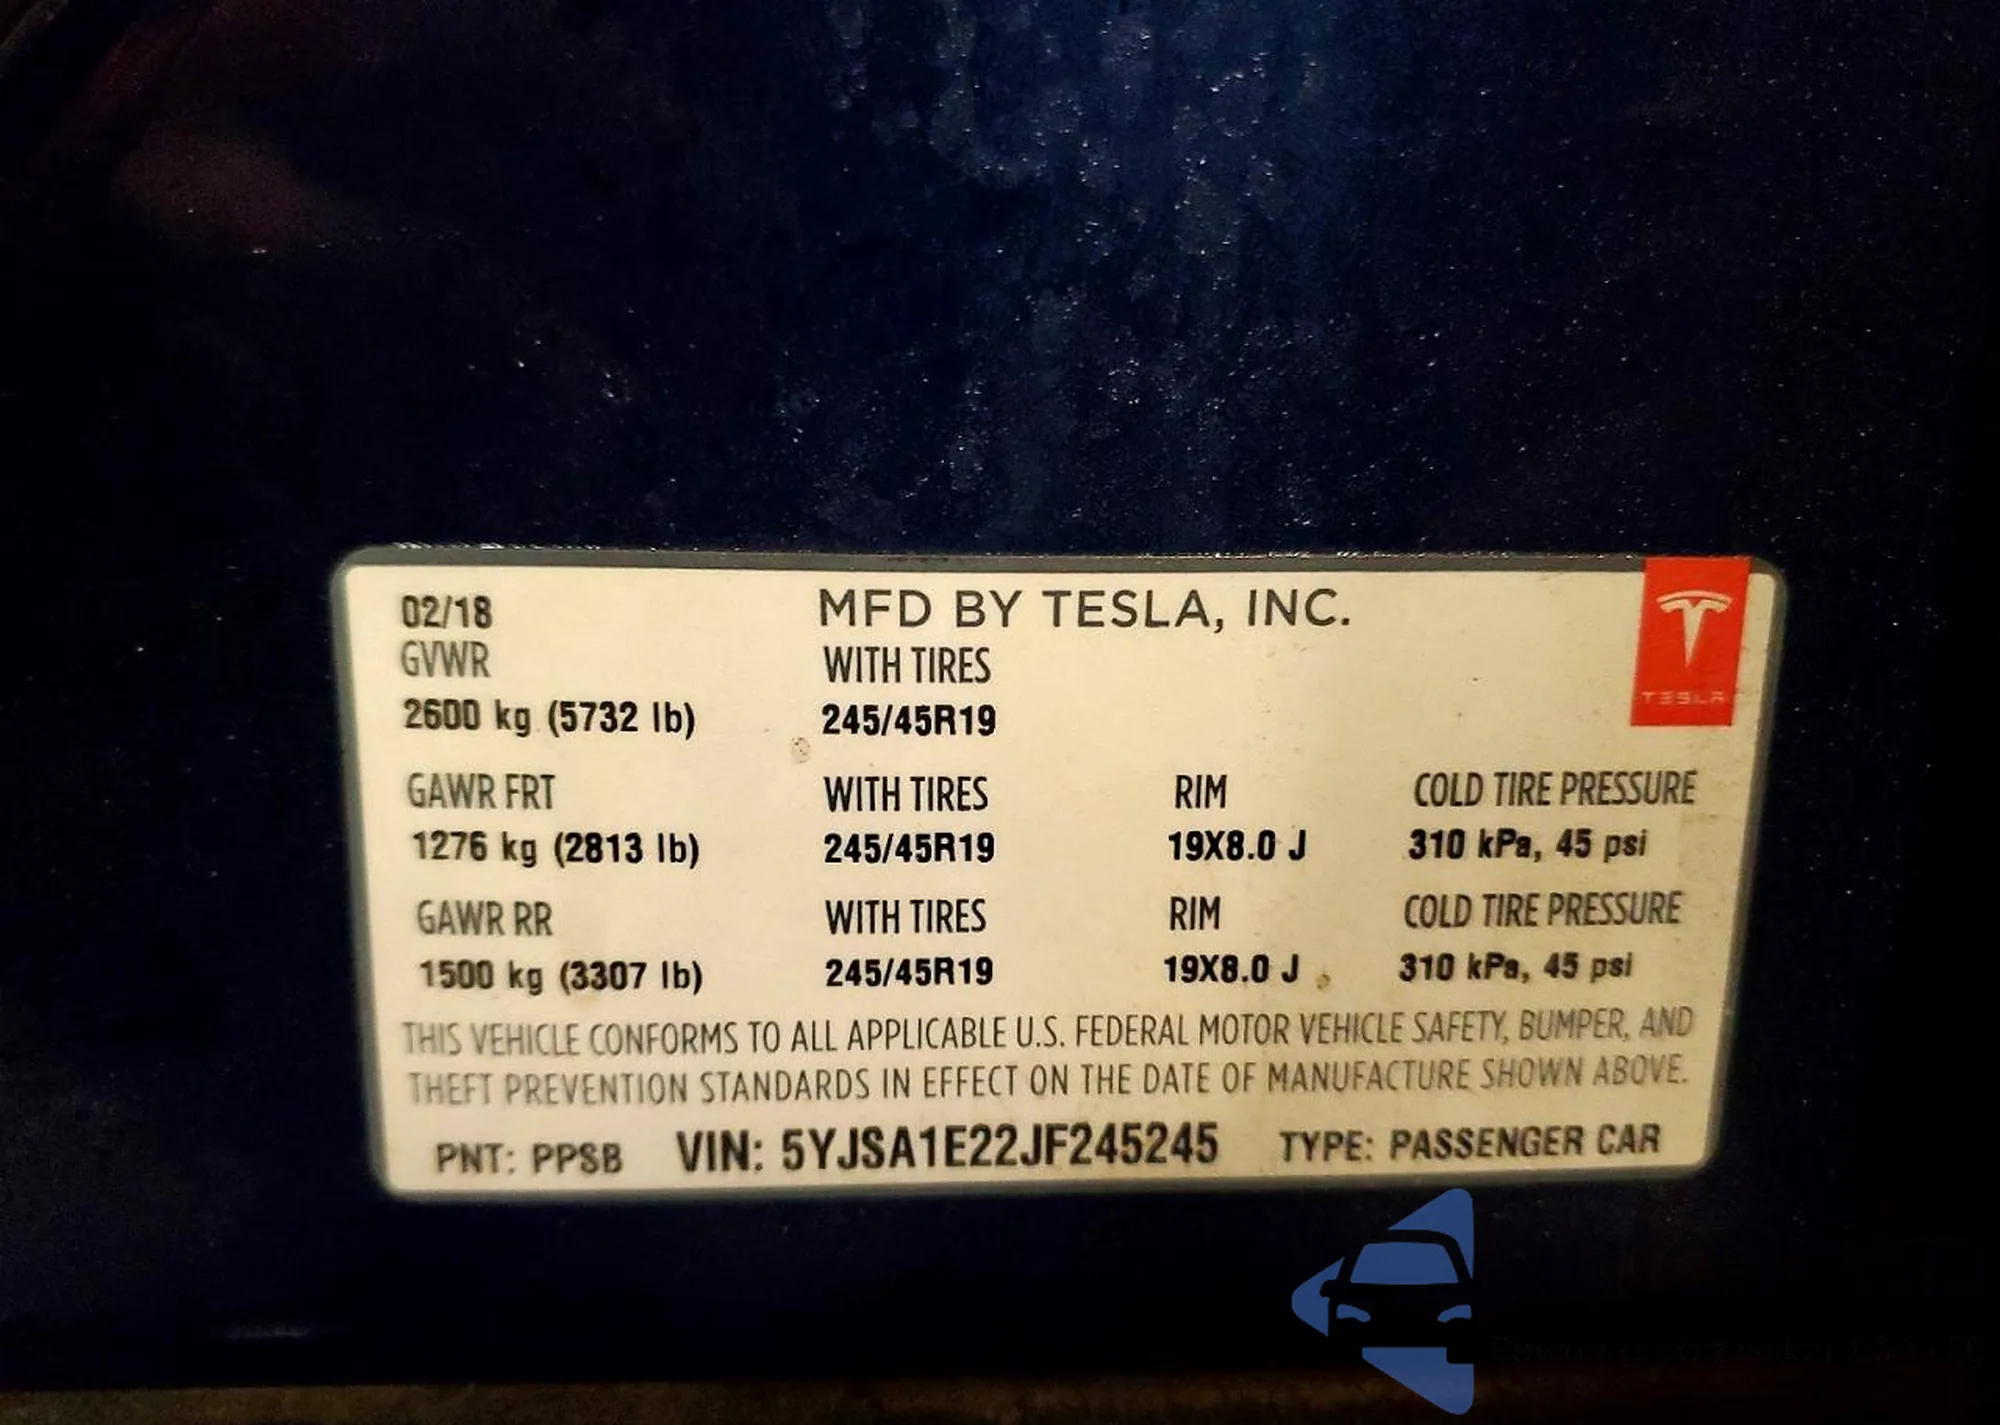 02/18 MFD BY TESLA, INC.
GVWR WITH TIRES
2600 kg (5732 lb) 245/45R19
TESLA
GAWR FRT WITH TIRES RIM COLD TIRE PRESSURE
1276 kg (2813 lb) 245/45R19 19X8.0 J 310 kPa, 45 psi
GAWR RR WITH TIRES RIM COLD TIRE PRESSURE
1500 kg (3307 lb) 245/45R19 19X8.0 J 310 kPa, 45 psi
THIS VEHICLE CONFORMS TO ALL APPLICABLE U.S. FEDERAL MOTOR VEHICLE SAFETY, BUMPER, AND
THEFT PREVENTION STANDARDS IN EFFECT ON THE DATE OF MANUFACTURE SHOWN ABOVE.
PNT: PPSB VIN: 5YJSA1E22JF245245 TYPE: PASSENGER CAR